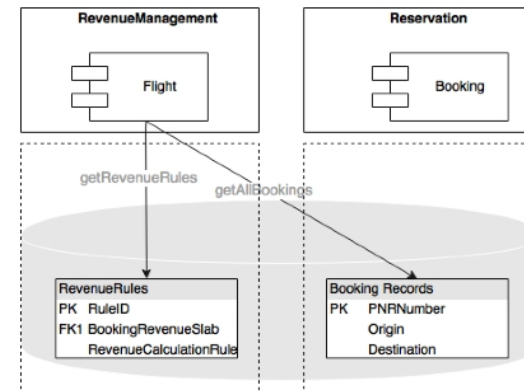 RevenueManagement
Reservation
Flight
Booking
getRevenueRules
getAllBookings
RevenueRules
PK RuleID
FK1 BookingRevenueSlab
RevenueCalculationRule
Booking Records
PK PNRNumber
Origin
Destination